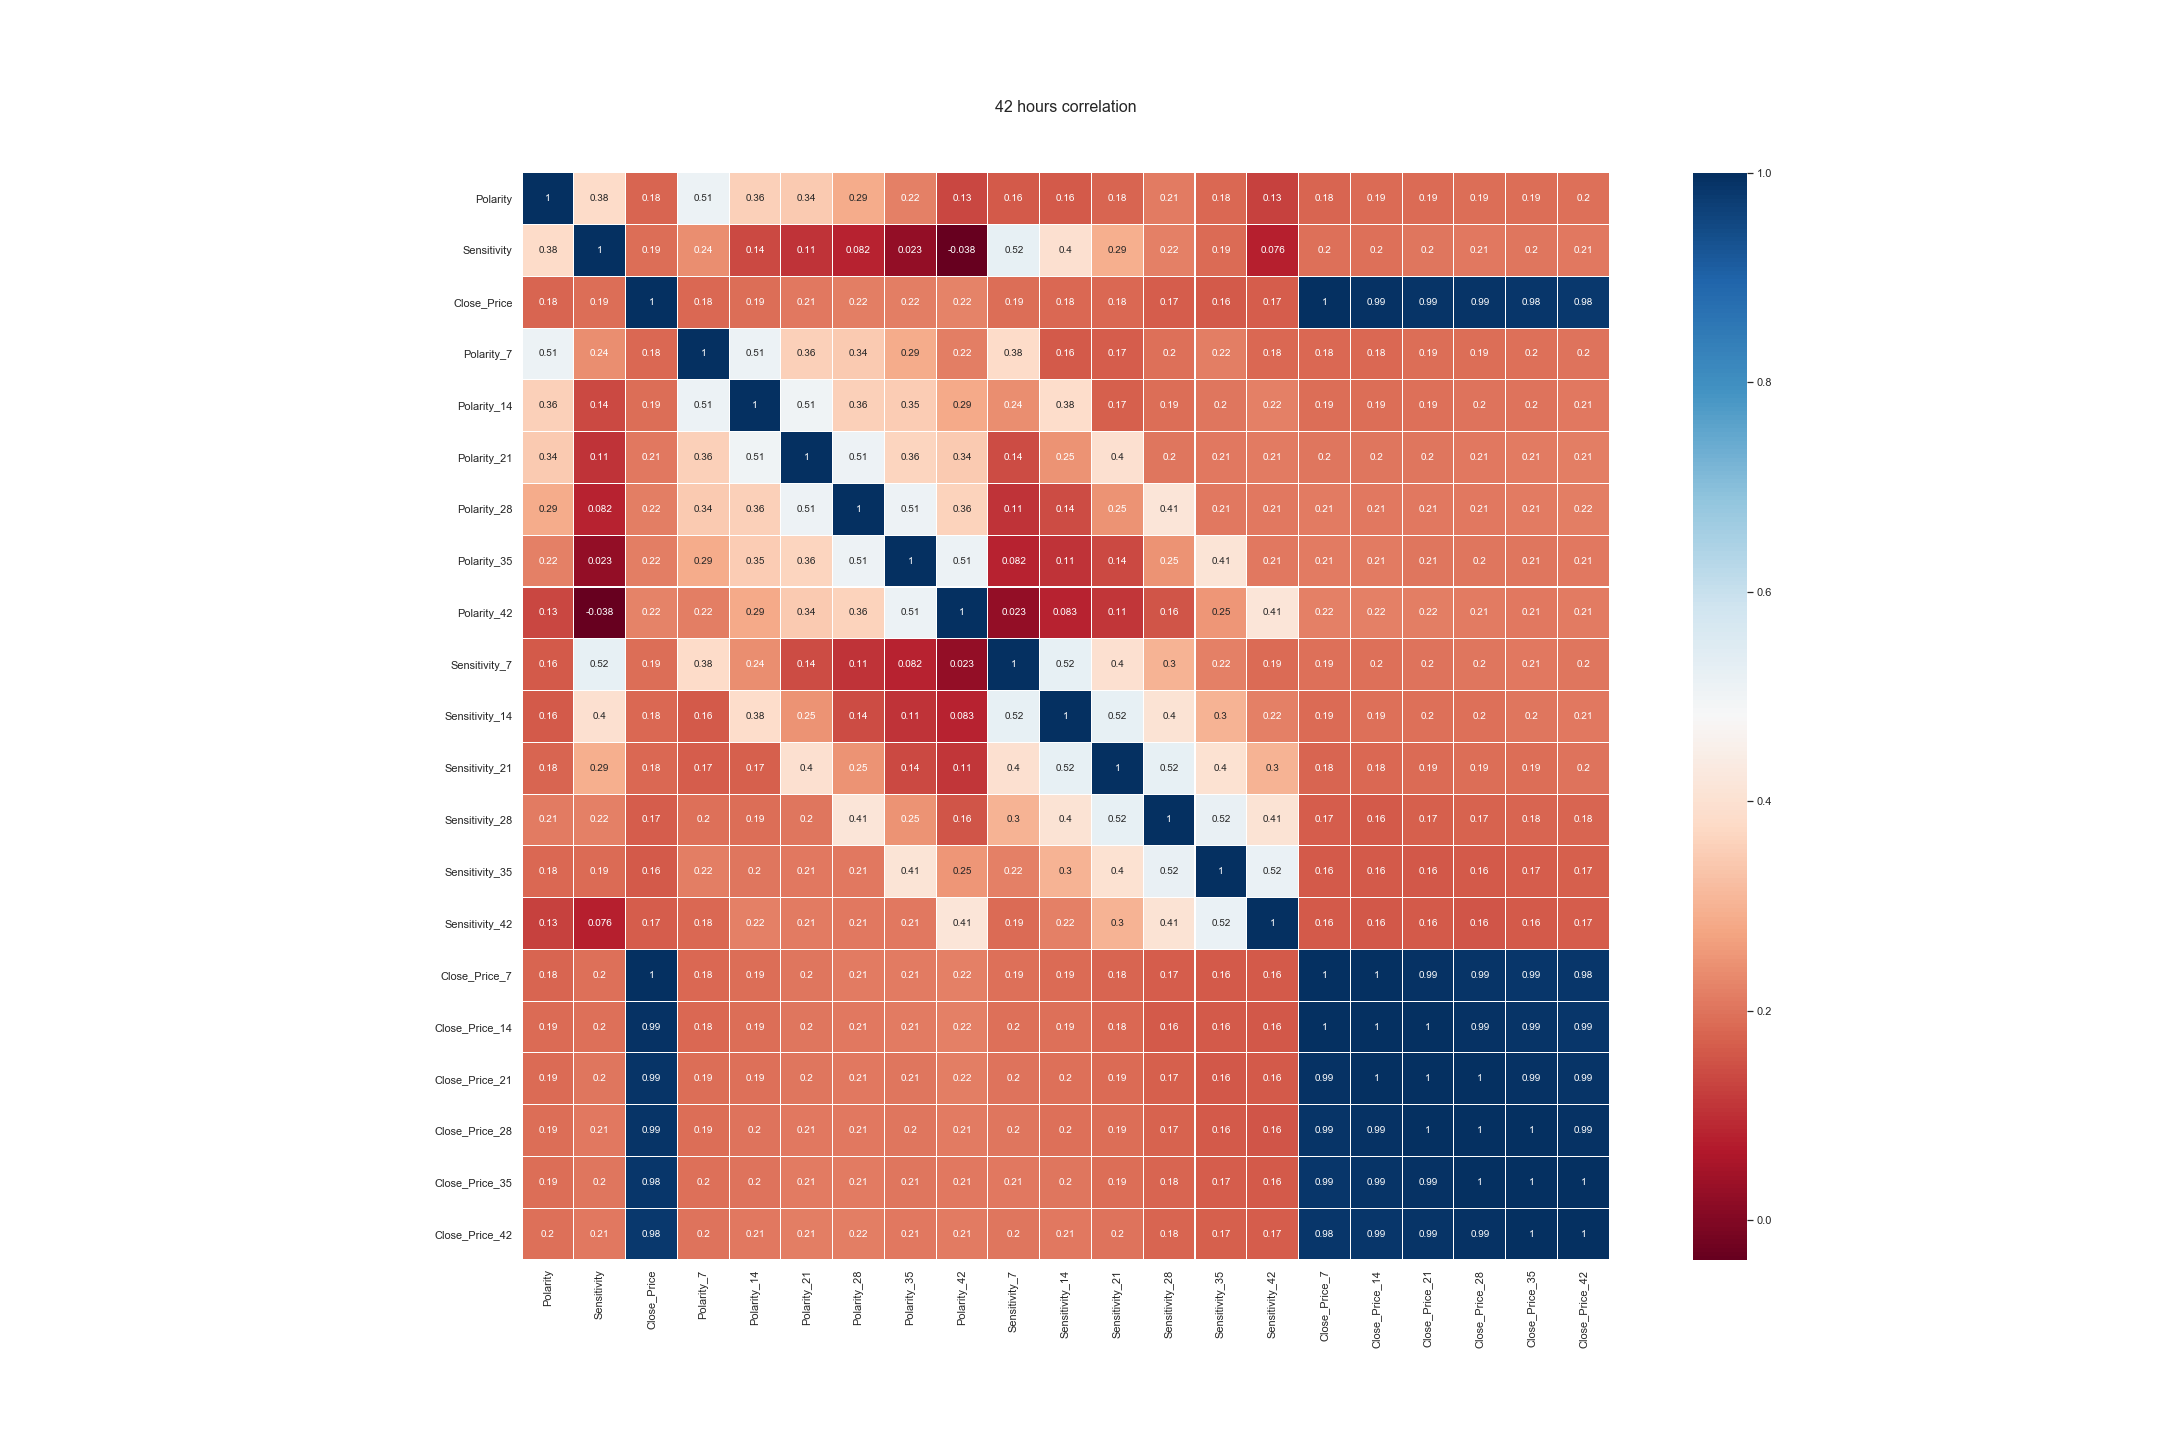 42 hours correlation
Polarity 1 0.38 0.18 0.51 0.36 0.34 0.29 0.22 0.13 0.16 0.16 0.18 0.21 0.18 0.13 0.18 0.19 0.19 0.19 0.19 0.2
Sensitivity 0.38 1 0.19 0.24 0.14 0.11 0.082 0.023 -0.038 0.52 0.4 0.29 0.22 0.19 0.076 0.2 0.2 0.2 0.21 0.2 0.21
Close_Price 0.18 0.19 1 0.18 0.19 0.21 0.22 0.22 0.22 0.19 0.18 0.18 0.17 0.16 0.17 1 0.99 0.99 0.99 0.98 0.98
Polarity_7 0.51 0.24 0.18 1 0.51 0.36 0.34 0.29 0.22 0.38 0.16 0.17 0.2 0.22 0.18 0.18 0.18 0.19 0.19 0.2 0.2
Polarity_14 0.36 0.14 0.19 0.51 1 0.51 0.36 0.35 0.29 0.24 0.38 0.17 0.19 0.2 0.22 0.19 0.19 0.19 0.2 0.2 0.21
Polarity_21 0.34 0.11 0.21 0.36 0.51 1 0.51 0.36 0.34 0.14 0.25 0.4 0.2 0.21 0.21 0.2 0.2 0.2 0.21 0.21 0.21
Polarity_28 0.29 0.082 0.22 0.34 0.36 0.51 1 0.51 0.36 0.11 0.14 0.25 0.41 0.21 0.21 0.21 0.21 0.21 0.21 0.21 0.22
Polarity_35 0.22 0.023 0.22 0.29 0.35 0.36 0.51 1 0.51 0.082 0.11 0.14 0.25 0.41 0.21 0.21 0.21 0.21 0.2 0.21 0.21
Polarity_42 0.13 -0.038 0.22 0.22 0.29 0.34 0.36 0.51 1 0.023 0.083 0.11 0.16 0.25 0.41 0.22 0.22 0.22 0.21 0.21 0.21
Sensitivity_7 0.16 0.52 0.19 0.38 0.24 0.14 0.11 0.082 0.023 1 0.52 0.4 0.3 0.22 0.19 0.19 0.2 0.2 0.2 0.21 0.2
Sensitivity_14 0.16 0.4 0.18 0.16 0.38 0.25 0.14 0.11 0.083 0.52 1 0.52 0.4 0.3 0.22 0.19 0.19 0.2 0.2 0.2 0.21
Sensitivity_21 0.18 0.29 0.18 0.17 0.17 0.4 0.25 0.14 0.11 0.4 0.52 1 0.52 0.4 0.3 0.18 0.18 0.19 0.19 0.19 0.2
Sensitivity_28 0.21 0.22 0.17 0.2 0.19 0.2 0.41 0.25 0.16 0.3 0.4 0.52 1 0.52 0.41 0.17 0.16 0.17 0.17 0.18 0.18
Sensitivity_35 0.18 0.19 0.16 0.22 0.2 0.21 0.21 0.41 0.25 0.22 0.3 0.4 0.52 1 0.52 0.16 0.16 0.16 0.16 0.17 0.17
Sensitivity_42 0.13 0.076 0.17 0.18 0.22 0.21 0.21 0.21 0.41 0.19 0.22 0.3 0.41 0.52 1 0.16 0.16 0.16 0.16 0.16 0.17
Close_Price_7 0.18 0.2 1 0.18 0.19 0.2 0.21 0.21 0.22 0.19 0.19 0.18 0.17 0.16 0.16 1 1 0.99 0.99 0.99 0.98
Close_Price_14 0.19 0.2 0.99 0.18 0.19 0.2 0.21 0.21 0.22 0.2 0.19 0.18 0.16 0.16 0.16 1 1 1 0.99 0.99 0.99
Close_Price_21 0.19 0.2 0.99 0.19 0.19 0.2 0.21 0.21 0.22 0.2 0.2 0.19 0.17 0.16 0.16 0.99 1 1 1 0.99 0.99
Close_Price_28 0.19 0.21 0.99 0.19 0.2 0.21 0.21 0.2 0.21 0.2 0.2 0.19 0.17 0.16 0.16 0.99 0.99 1 1 1 0.99
Close_Price_35 0.19 0.2 0.98 0.2 0.2 0.21 0.21 0.21 0.21 0.21 0.2 0.19 0.18 0.17 0.16 0.99 0.99 0.99 1 1 1
Close_Price_42 0.2 0.21 0.98 0.2 0.21 0.21 0.22 0.21 0.21 0.2 0.21 0.2 0.18 0.17 0.17 0.98 0.99 0.99 0.99 1 1
Polarity
Sensitivity
Close_Price
Polarity_7
Polarity_14
Polarity_21
Polarity_28
Polarity_35
Polarity_42
Sensitivity_7
Sensitivity_14
Sensitivity_21
Sensitivity_28
Sensitivity_35
Sensitivity_42
Close_Price_7
Close_Price_14
Close_Price_21
Close_Price_28
Close_Price_35
Close_Price_42
1.0
0.8
0.6
0.4
0.2
0.0